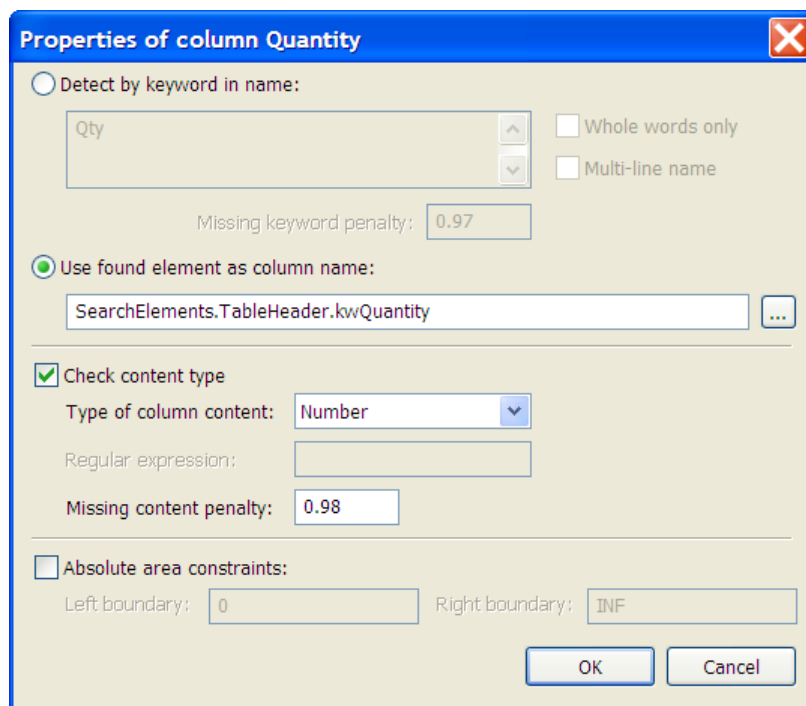 Properties of column Quantity
Detect by keyword in name:
Qty
Whole words only
Multi-line name
Missing keyword penalty: 0.97
Use found element as column name:
SearchElements.TableHeader.kwQuantity ...
Check content type
Type of column content: Number
Regular expression:
Missing content penalty: 0.98
Absolute area constraints:
Left boundary: 0 Right boundary: INF
OK Cancel